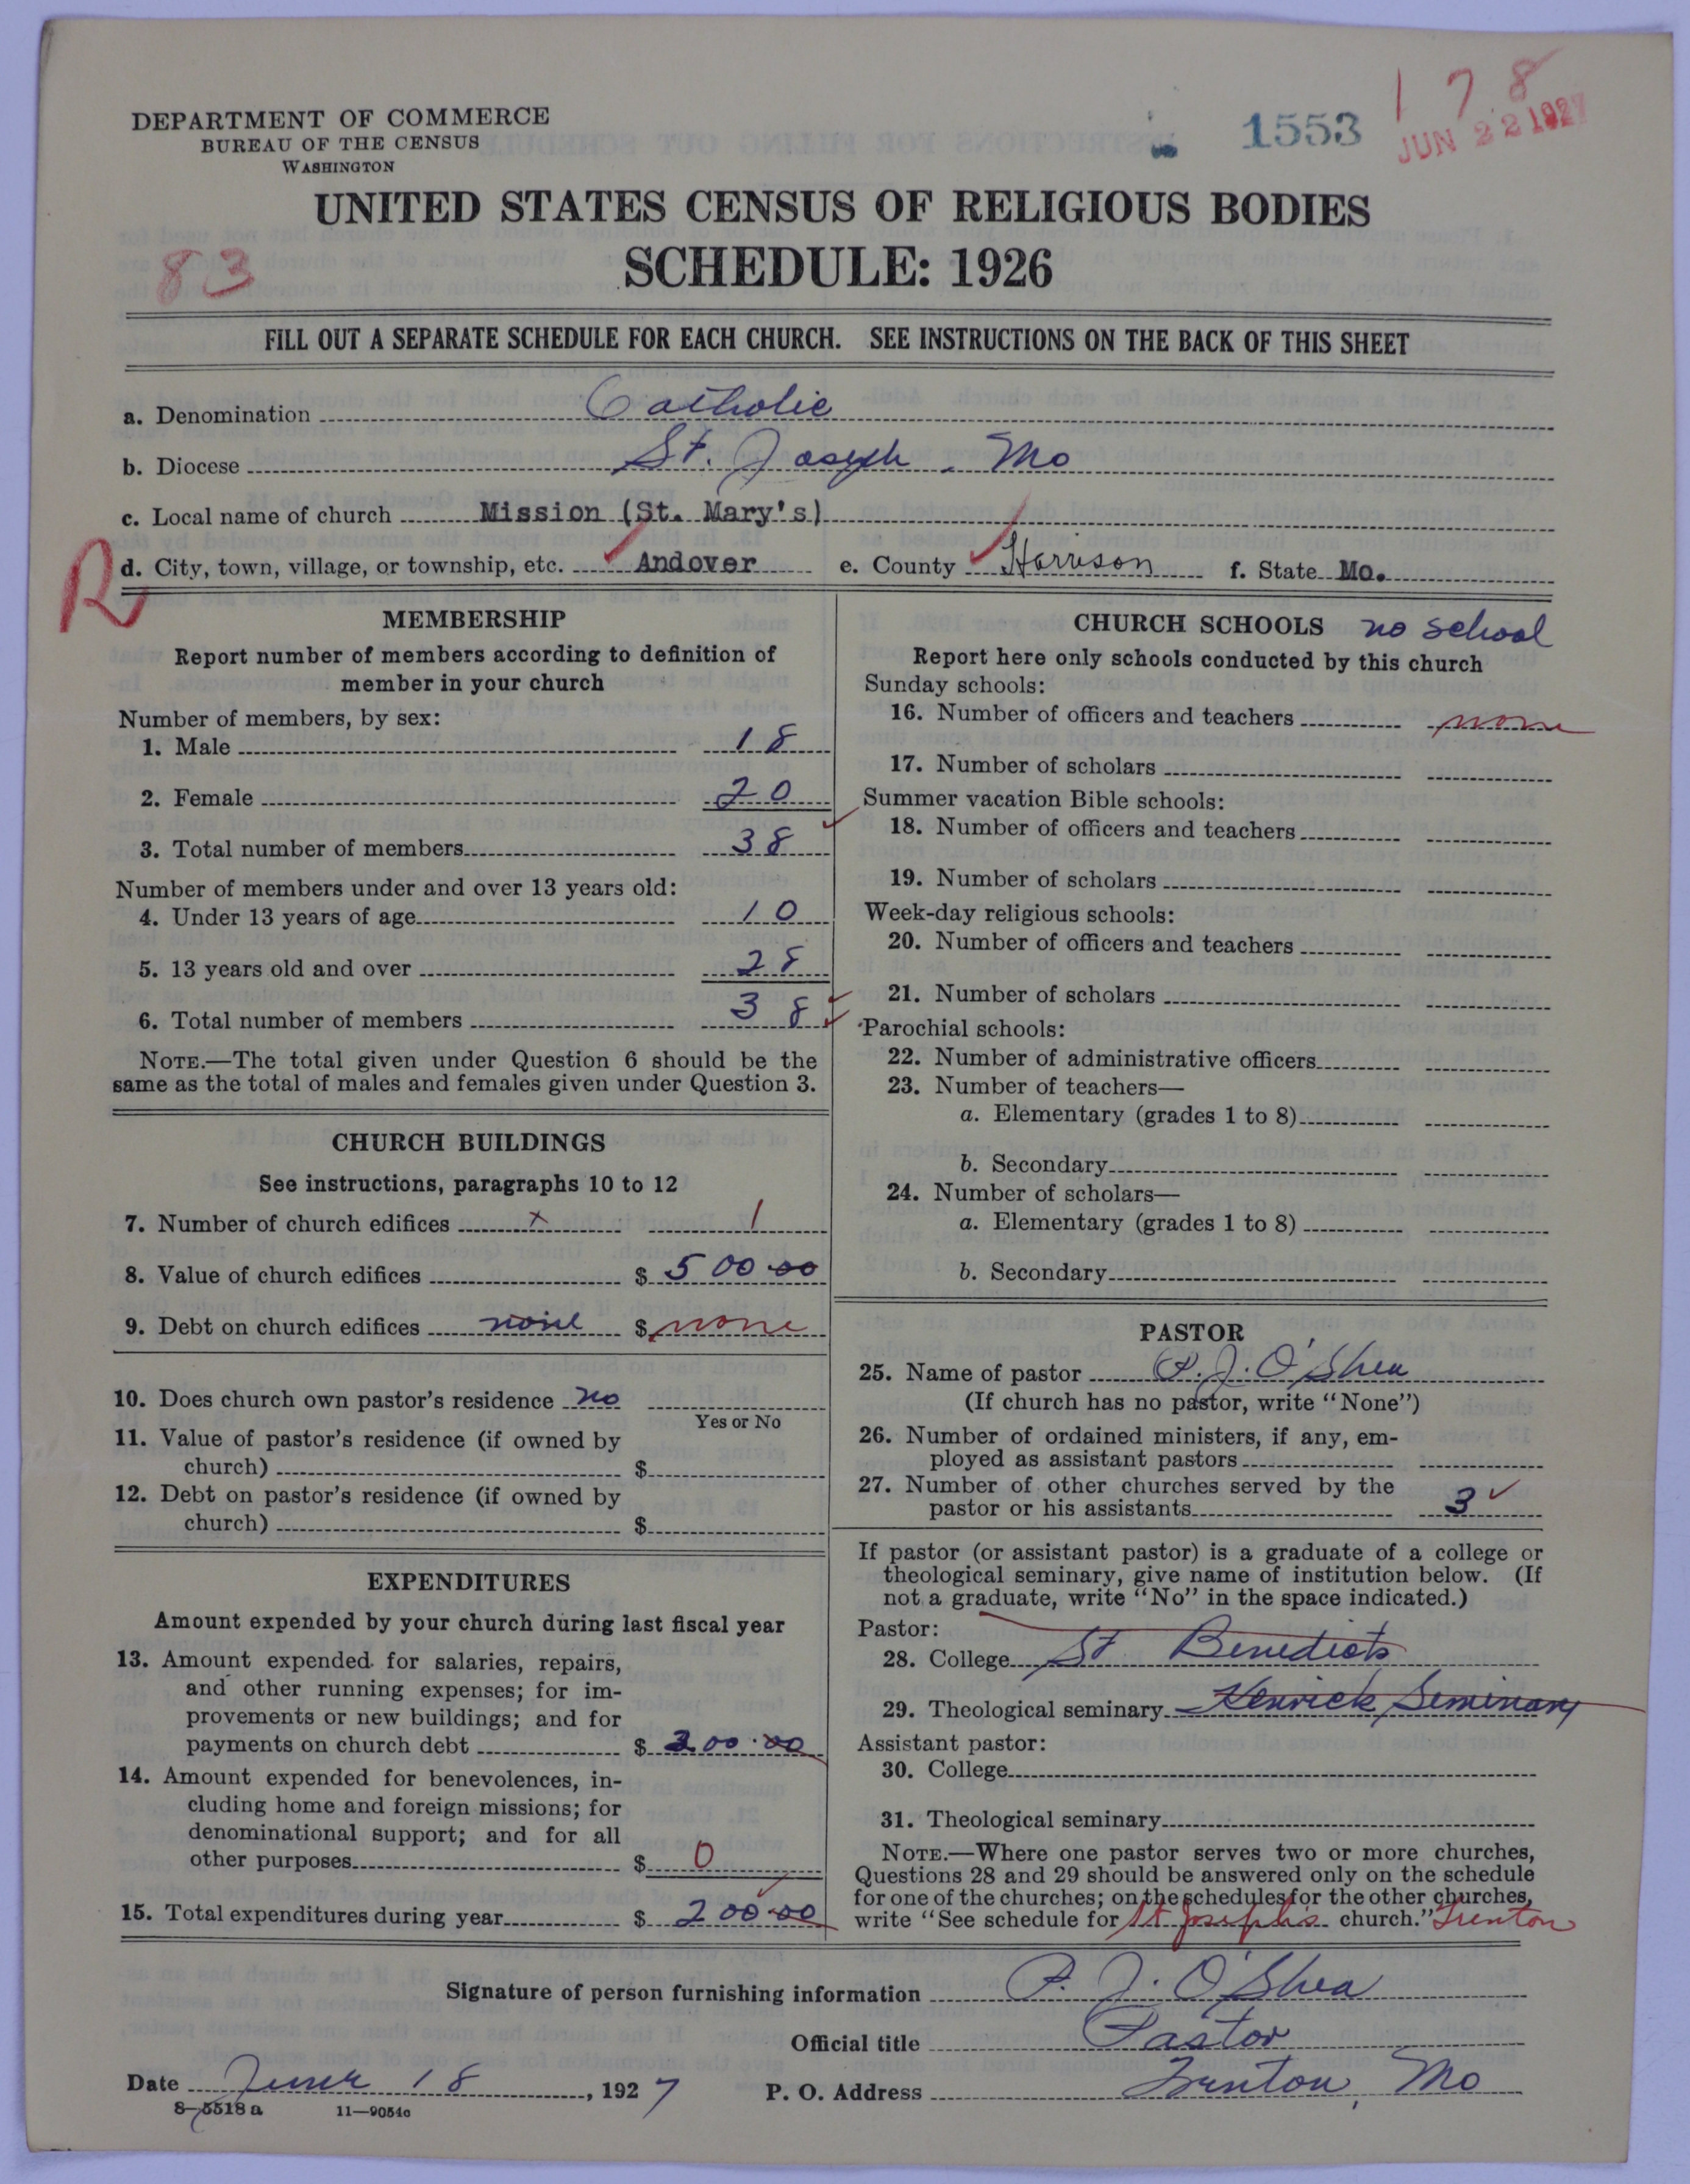 1 7 8
DEPARTMENT OF COMMERCE
BUREAU OF THE CENSUS
WASHINGTON
1553
JUN 22 1927
UNITED STATES CENSUS OF RELIGIOUS BODIES
SCHEDULE: 1926
83
FILL OUT A SEPARATE SCHEDULE FOR EACH CHURCH. SEE INSTRUCTIONS ON THE BACK OF THIS SHEET
a. Denomination Catholic
b. Diocese St. Joseph, Mo
c. Local name of church Mission (St. Mary's)
R
d. City, town, village, or township, etc. Andover e. County Harrison f. State Mo.
MEMBERSHIP
Report number of members according to definition of
member in your church
Number of members, by sex:
1. Male 18
2. Female 20
3. Total number of members 38
Number of members under and over 13 years old:
4. Under 13 years of age 10
5. 13 years old and over 28
6. Total number of members 38
NOTE.—The total given under Question 6 should be the
same as the total of males and females given under Question 3.
CHURCH BUILDINGS
See instructions, paragraphs 10 to 12
7. Number of church edifices x 1
8. Value of church edifices $ 500.00
9. Debt on church edifices none $ none
10. Does church own pastor's residence no
Yes or No
11. Value of pastor's residence (if owned by
church) $
12. Debt on pastor's residence (if owned by
church) $
EXPENDITURES
Amount expended by your church during last fiscal year
13. Amount expended for salaries, repairs,
and other running expenses; for im-
provements or new buildings; and for
payments on church debt $ 200.00
14. Amount expended for benevolences, in-
cluding home and foreign missions; for
denominational support; and for all
other purposes $ 0
15. Total expenditures during year $ 200.00
CHURCH SCHOOLS no school
Report here only schools conducted by this church
Sunday schools:
16. Number of officers and teachers none
17. Number of scholars
Summer vacation Bible schools:
18. Number of officers and teachers
19. Number of scholars
Week-day religious schools:
20. Number of officers and teachers
21. Number of scholars
Parochial schools:
22. Number of administrative officers
23. Number of teachers—
a. Elementary (grades 1 to 8)
b. Secondary
24. Number of scholars—
a. Elementary (grades 1 to 8)
b. Secondary
PASTOR
25. Name of pastor P. J. O'Shea
(If church has no pastor, write "None")
26. Number of ordained ministers, if any, em-
ployed as assistant pastors
27. Number of other churches served by the
pastor or his assistants 3
If pastor (or assistant pastor) is a graduate of a college or
theological seminary, give name of institution below. (If
not a graduate, write "No" in the space indicated.)
Pastor:
28. College St Benedicts
29. Theological seminary Kenrick Seminary
Assistant pastor:
30. College
31. Theological seminary
NOTE.—Where one pastor serves two or more churches,
Questions 28 and 29 should be answered only on the schedule
for one of the churches; on the schedules for the other churches,
write "See schedule for St Joseph's church." Trenton
Signature of person furnishing information P. J. O'Shea
Official title Pastor
Date June 18, 1927 P. O. Address Trenton, Mo
8—5518 a 11—9054c